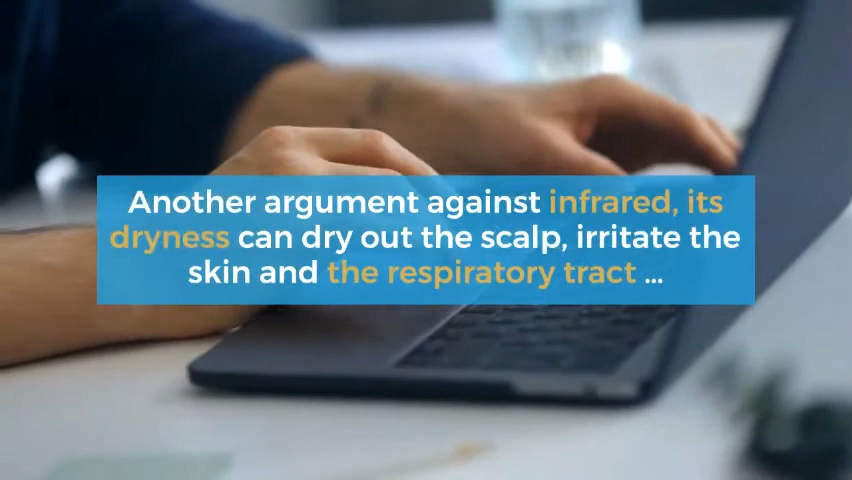 Another argument against infrared, its
dryness can dry out the scalp, irritate the
skin and the respiratory tract ...